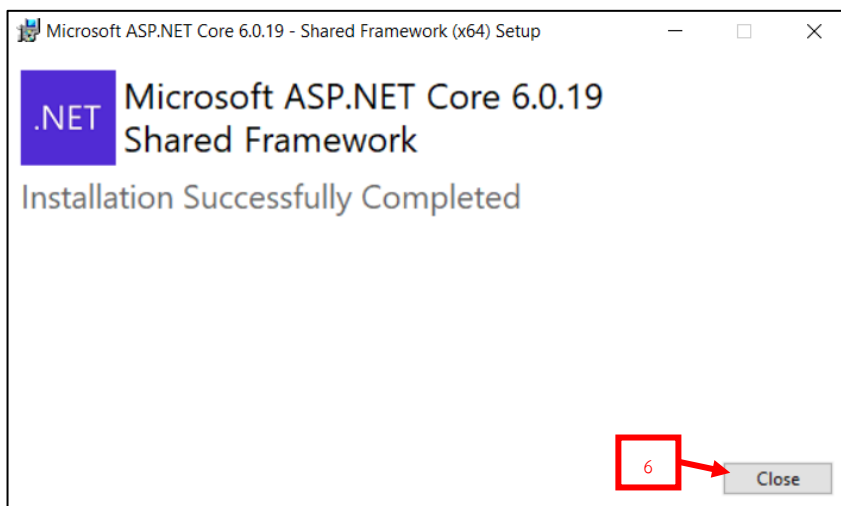 Microsoft ASP.NET Core 6.0.19 - Shared Framework (x64) Setup
.NET
Microsoft ASP.NET Core 6.0.19
Shared Framework
Installation Successfully Completed
6
Close